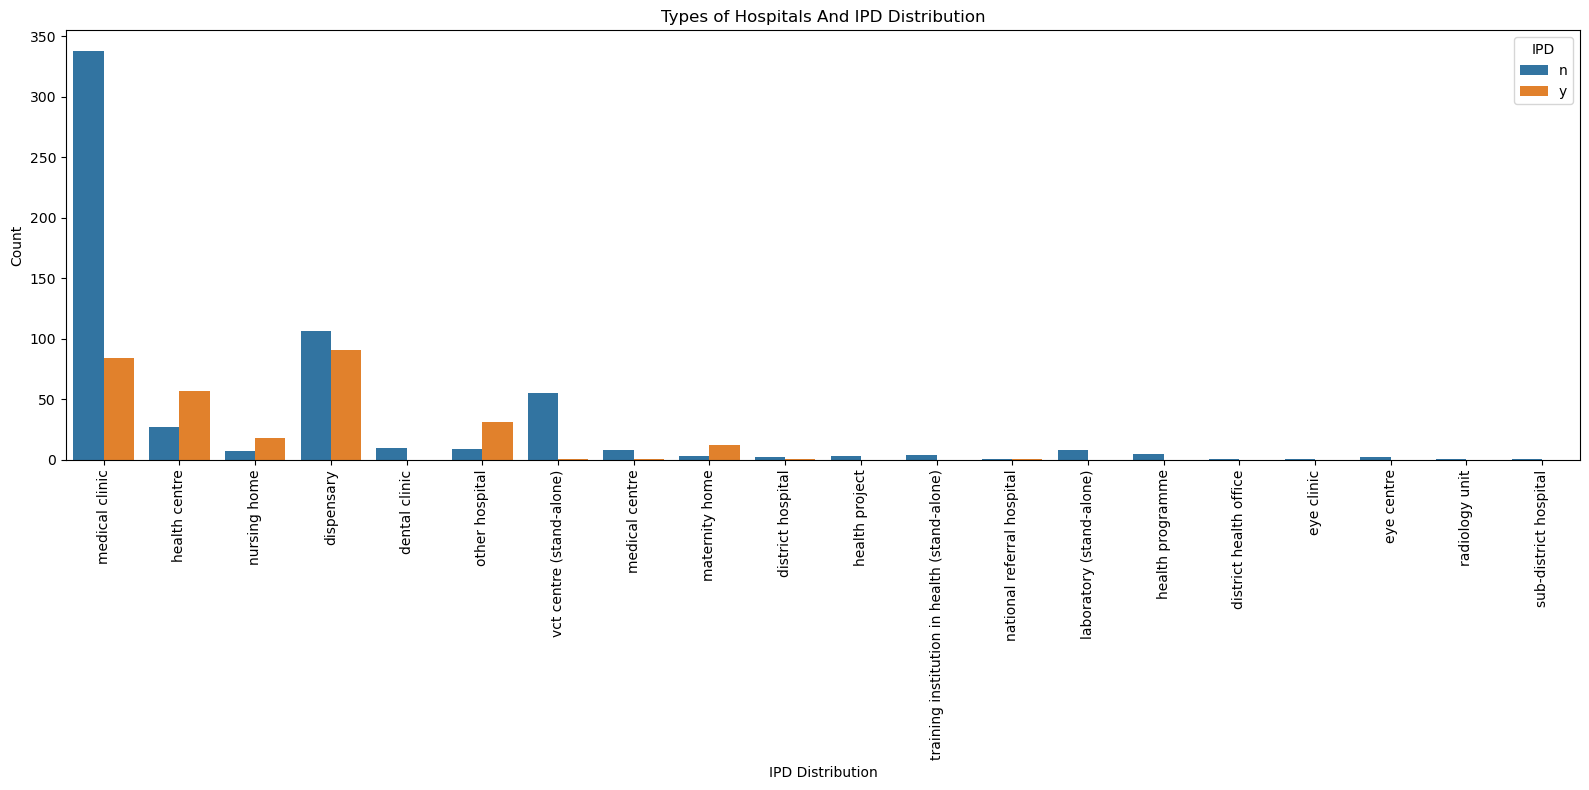 Types of Hospitals And IPD Distribution
350
300
250
200
150
100
50
0
Count
IPD
n
y
medical clinic
health centre
nursing home
dispensary
dental clinic
other hospital
vct centre (stand-alone)
medical centre
maternity home
district hospital
health project
training institution in health (stand-alone)
national referral hospital
laboratory (stand-alone)
health programme
district health office
eye clinic
eye centre
radiology unit
sub-district hospital
IPD Distribution